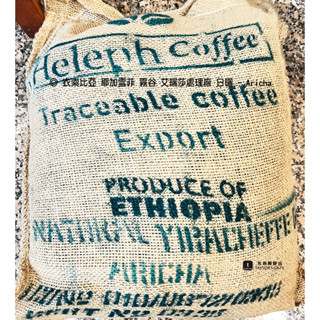 Heleph Coffee
© 衣索比亞 耶加雪菲 霧谷 艾瑞莎處理廠 日曬 - Aricha
Traceable coffee
Export
PRODUCE OF
ETHIOPIA
NATURAL YIRACHEFFE
ARICHA